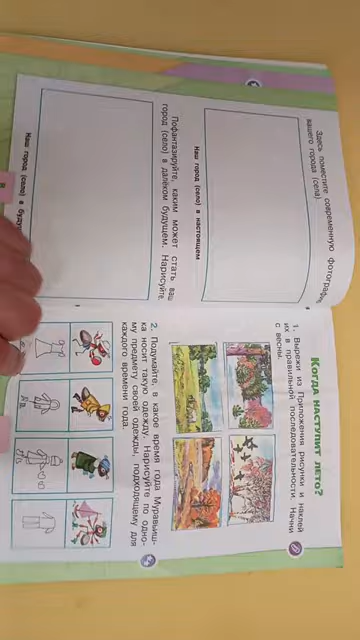 Здесь поместите современную фотографию
вашего города (села).
Наш город (село) в настоящем
Пофантазируйте, каким может стать ваш
город (село) в далёком будущем. Нарисуйте.
Наш город (село) в
КОГДА НАСТУПИТ ЛЕТО?
1. Вырежи из Приложения рисунки и наклей
их в правильной последовательности. Начни
с весны.
2. Подумайте, в какое время года Муравьиш-
ка носит такую одежду. Нарисуйте по одно-
му предмету своей одежды, подходящему для
каждого времени года.